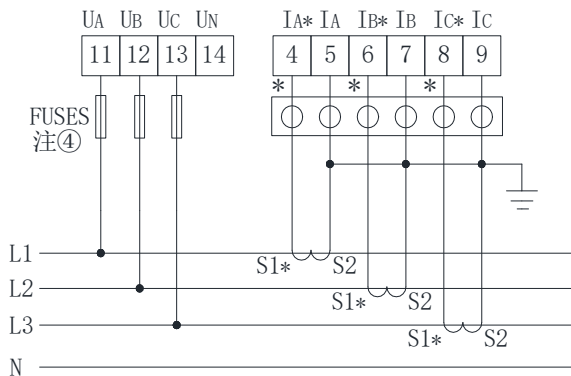 UA UB UC UN IA* IA IB* IB IC* IC
11 12 13 14 4 5 6 7 8 9
* * *
FUSES
注④
L1
S1* S2
L2
S1* S2
L3
S1* S2
N